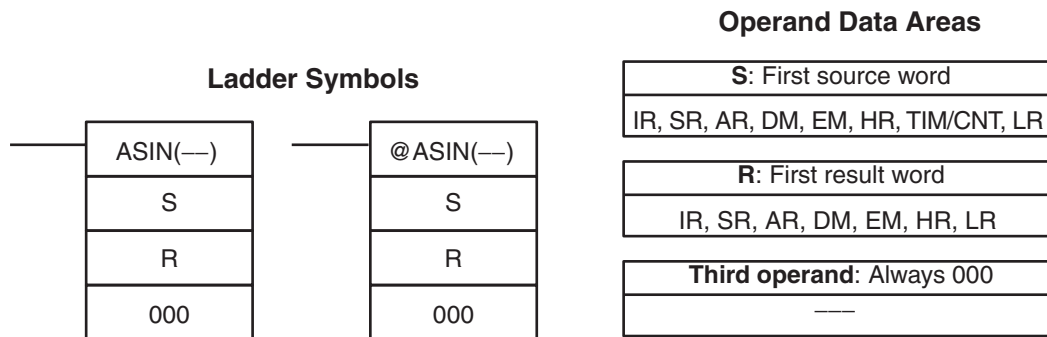 Ladder Symbols
ASIN(––)
S
R
000
@ASIN(––)
S
R
000
Operand Data Areas
S: First source word
IR, SR, AR, DM, EM, HR, TIM/CNT, LR
R: First result word
IR, SR, AR, DM, EM, HR, LR
Third operand: Always 000
–––